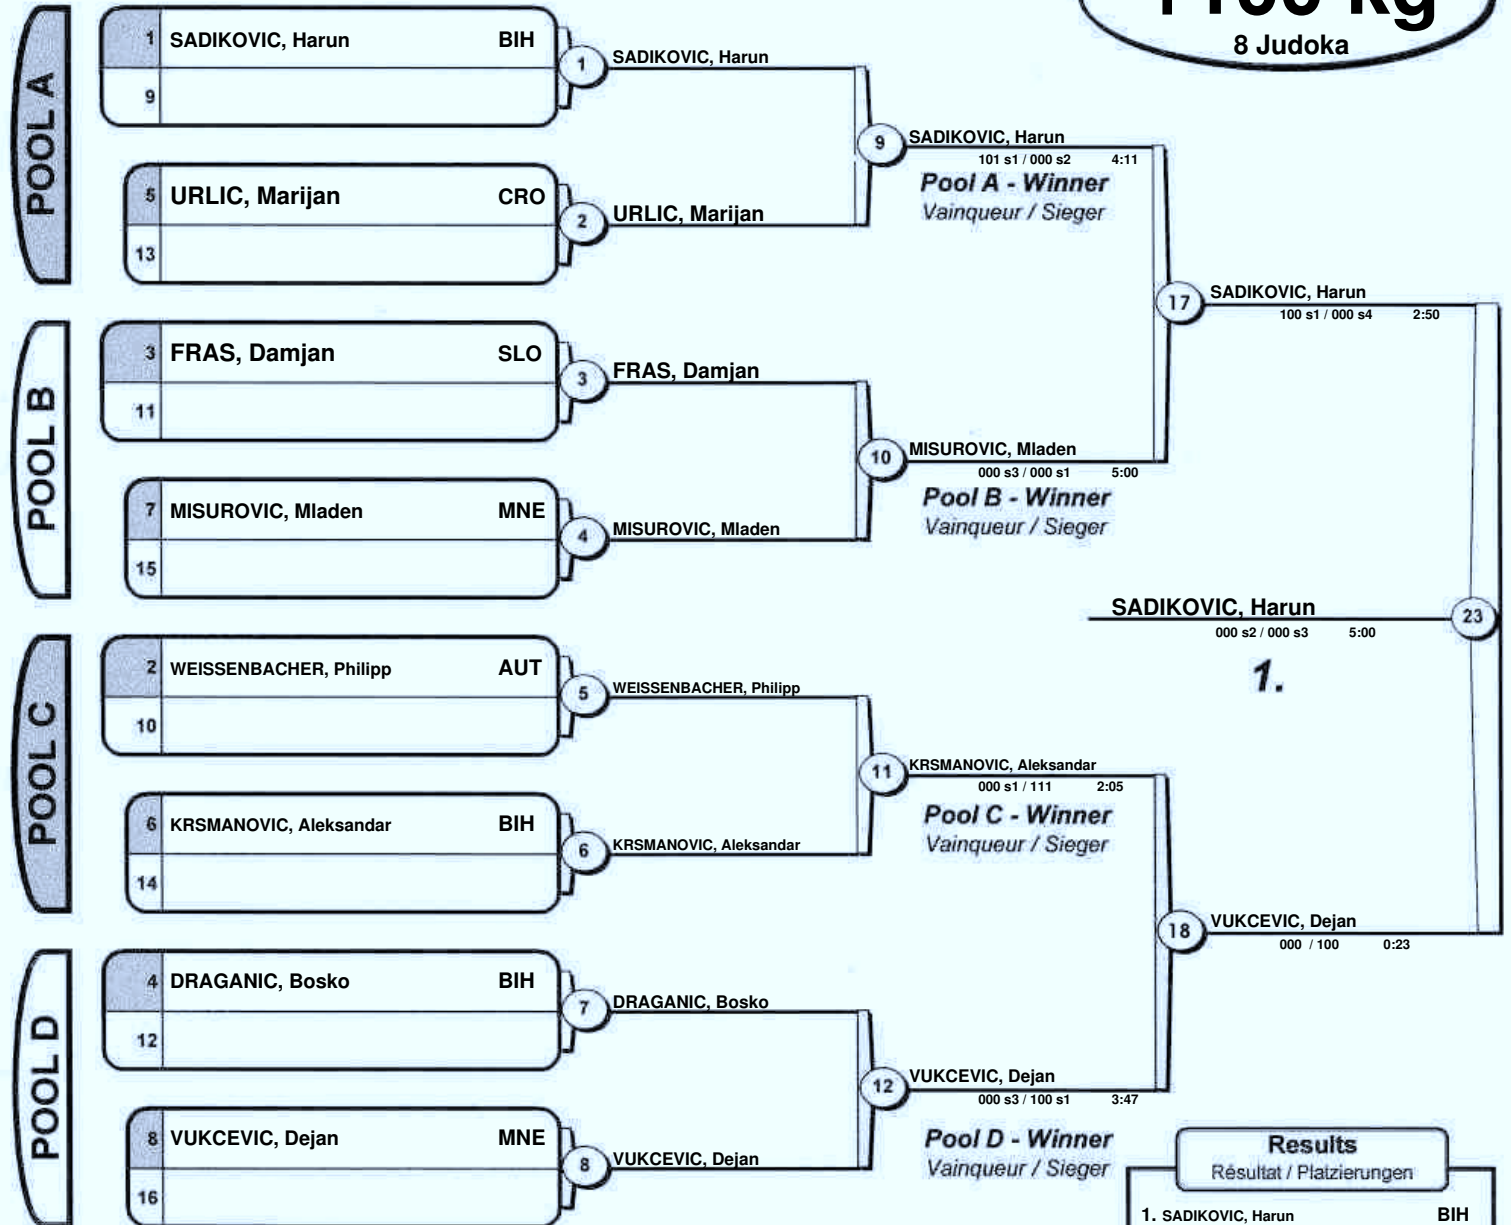 8 Judoka
POOL A
1 SADIKOVIC, Harun BIH
9
1 SADIKOVIC, Harun
5 URLIC, Marijan CRO
13
2 URLIC, Marijan
9 SADIKOVIC, Harun
101 s1 / 000 s2 4:11
Pool A - Winner
Vainqueur / Sieger
POOL B
3 FRAS, Damjan SLO
11
3 FRAS, Damjan
7 MISUROVIC, Mladen MNE
15
4 MISUROVIC, Mladen
10 MISUROVIC, Mladen
000 s3 / 000 s1 5:00
Pool B - Winner
Vainqueur / Sieger
17 SADIKOVIC, Harun
100 s1 / 000 s4 2:50
SADIKOVIC, Harun 23
000 s2 / 000 s3 5:00
1.
POOL C
2 WEISSENBACHER, Philipp AUT
10
5 WEISSENBACHER, Philipp
6 KRSMANOVIC, Aleksandar BIH
14
6 KRSMANOVIC, Aleksandar
11 KRSMANOVIC, Aleksandar
000 s1 / 111 2:05
Pool C - Winner
Vainqueur / Sieger
POOL D
4 DRAGANIC, Bosko BIH
12
7 DRAGANIC, Bosko
8 VUKCEVIC, Dejan MNE
16
8 VUKCEVIC, Dejan
12 VUKCEVIC, Dejan
000 s3 / 100 s1 3:47
Pool D - Winner
Vainqueur / Sieger
18 VUKCEVIC, Dejan
000 / 100 0:23
Results
Résultat / Platzierungen
1. SADIKOVIC, Harun BIH